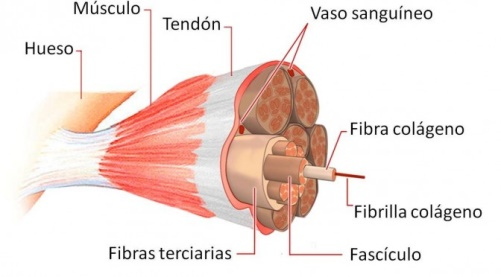 Músculo
Vaso sanguíneo
Tendón
Hueso
Fibra colágeno
Fibrilla colágeno
Fibras terciarias
Fascículo